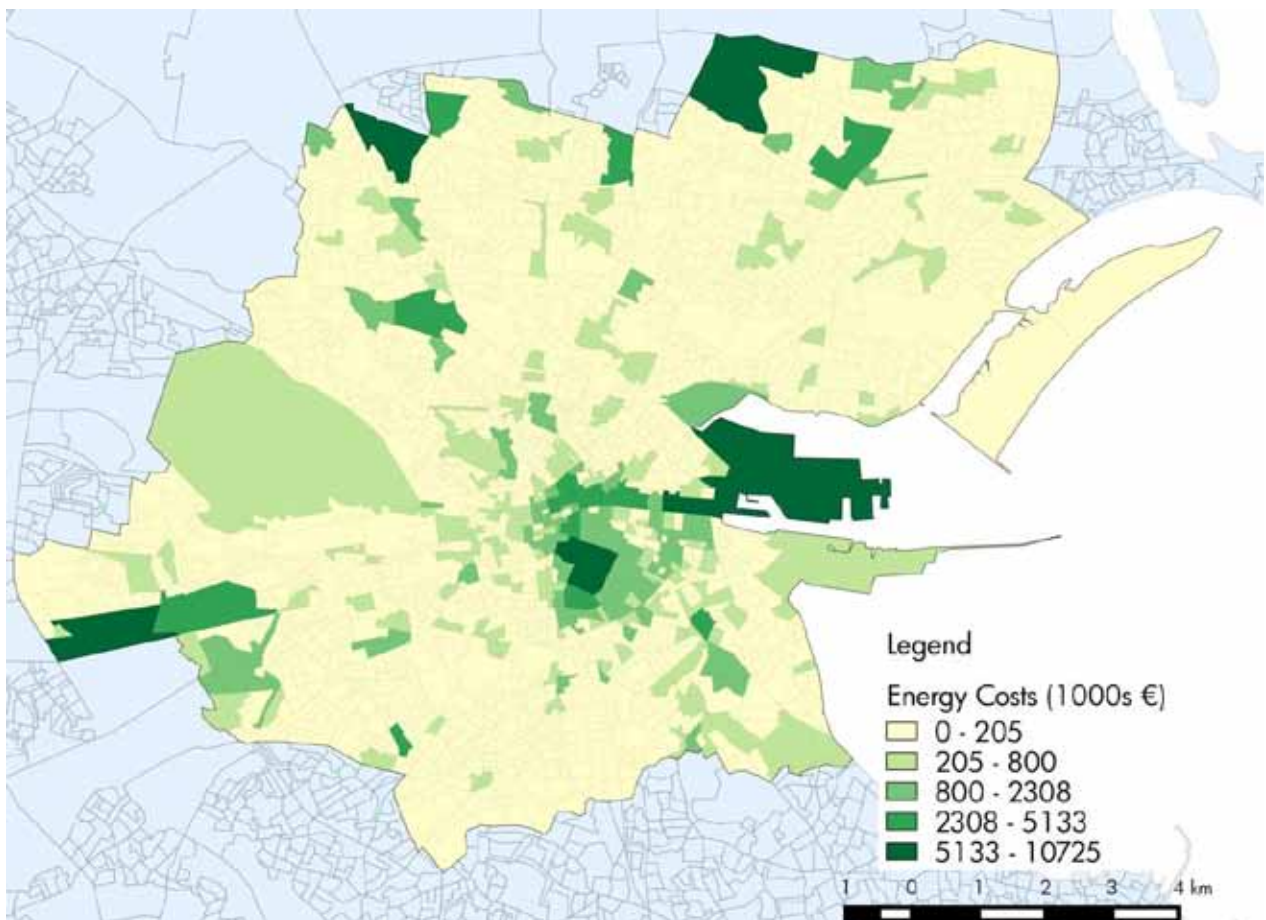 Legend
Energy Costs (1000s €)
0 - 205
205 - 800
800 - 2308
2308 - 5133
5133 - 10725
1 0 1 2 3 4 km